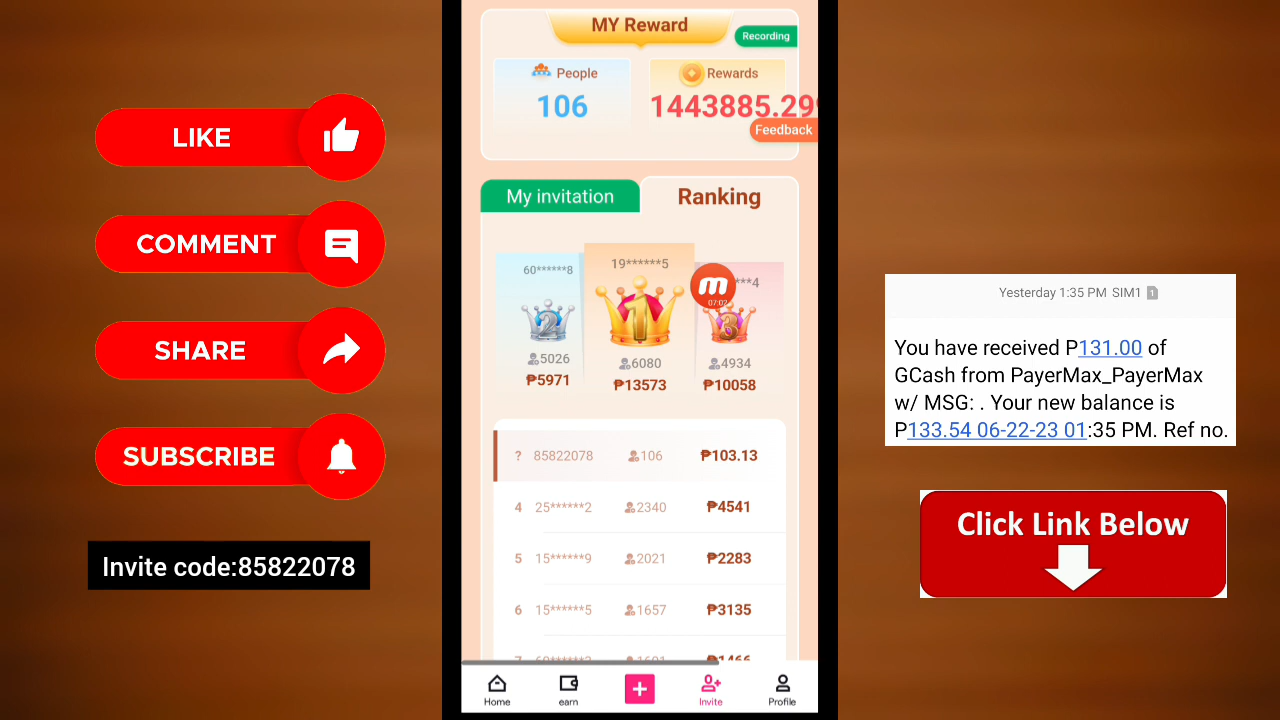 LIKE
COMMENT
SHARE
SUBSCRIBE
Invite code:85822078
MY Reward
Recording
People
Rewards
106
1443885.29
Feedback
My invitation
Ranking
60******8
19******5
***4
m
07:02
2
1
3
5026
6080
4934
₱5971
₱13573
₱10058
? 85822078 106 ₱103.13
4 25******2 2340 ₱4541
5 15******9 2021 ₱2283
6 15******5 1657 ₱3135
Home
earn
Invite
Profile
Yesterday 1:35 PM SIM1 1
You have received P131.00 of
GCash from PayerMax_PayerMax
w/ MSG: . Your new balance is
P133.54 06-22-23 01:35 PM. Ref no.
Click Link Below